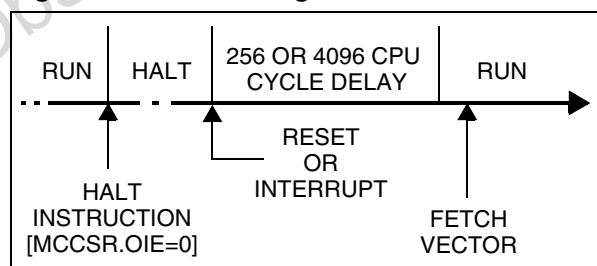 RUN
HALT
256 OR 4096 CPU
CYCLE DELAY
RUN
RESET
OR
INTERRUPT
HALT
INSTRUCTION
[MCCSR.OIE=0]
FETCH
VECTOR